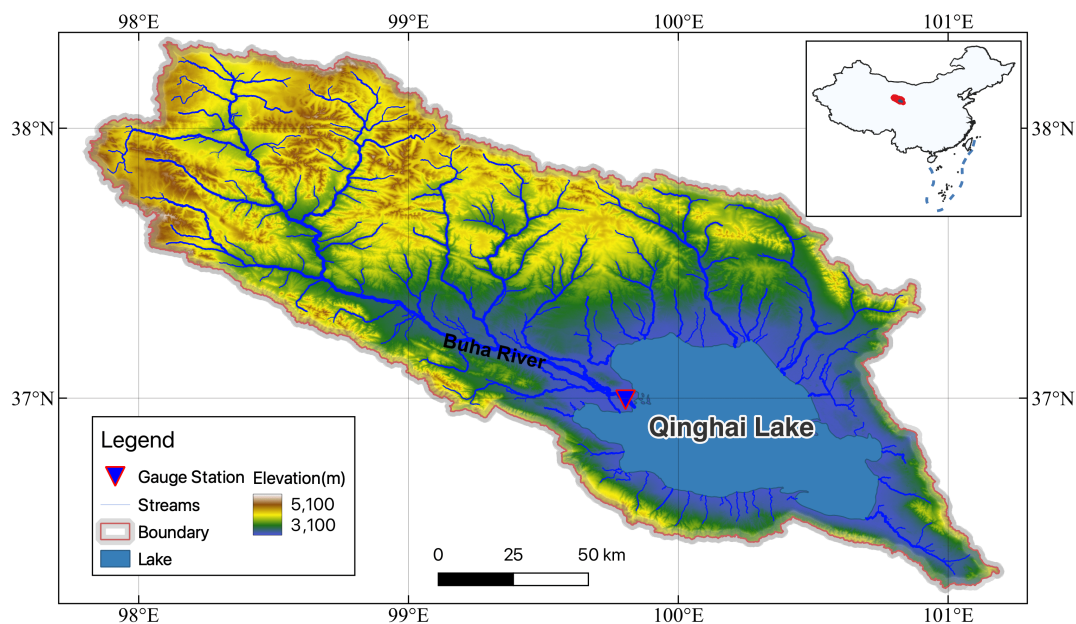 98°E 99°E 100°E 101°E
38°N 38°N
Buha River
37°N 37°N
Qinghai Lake
Legend
Gauge Station
Streams
Boundary
Lake
Elevation(m)
5,100
3,100
0 25 50 km
98°E 99°E 100°E 101°E